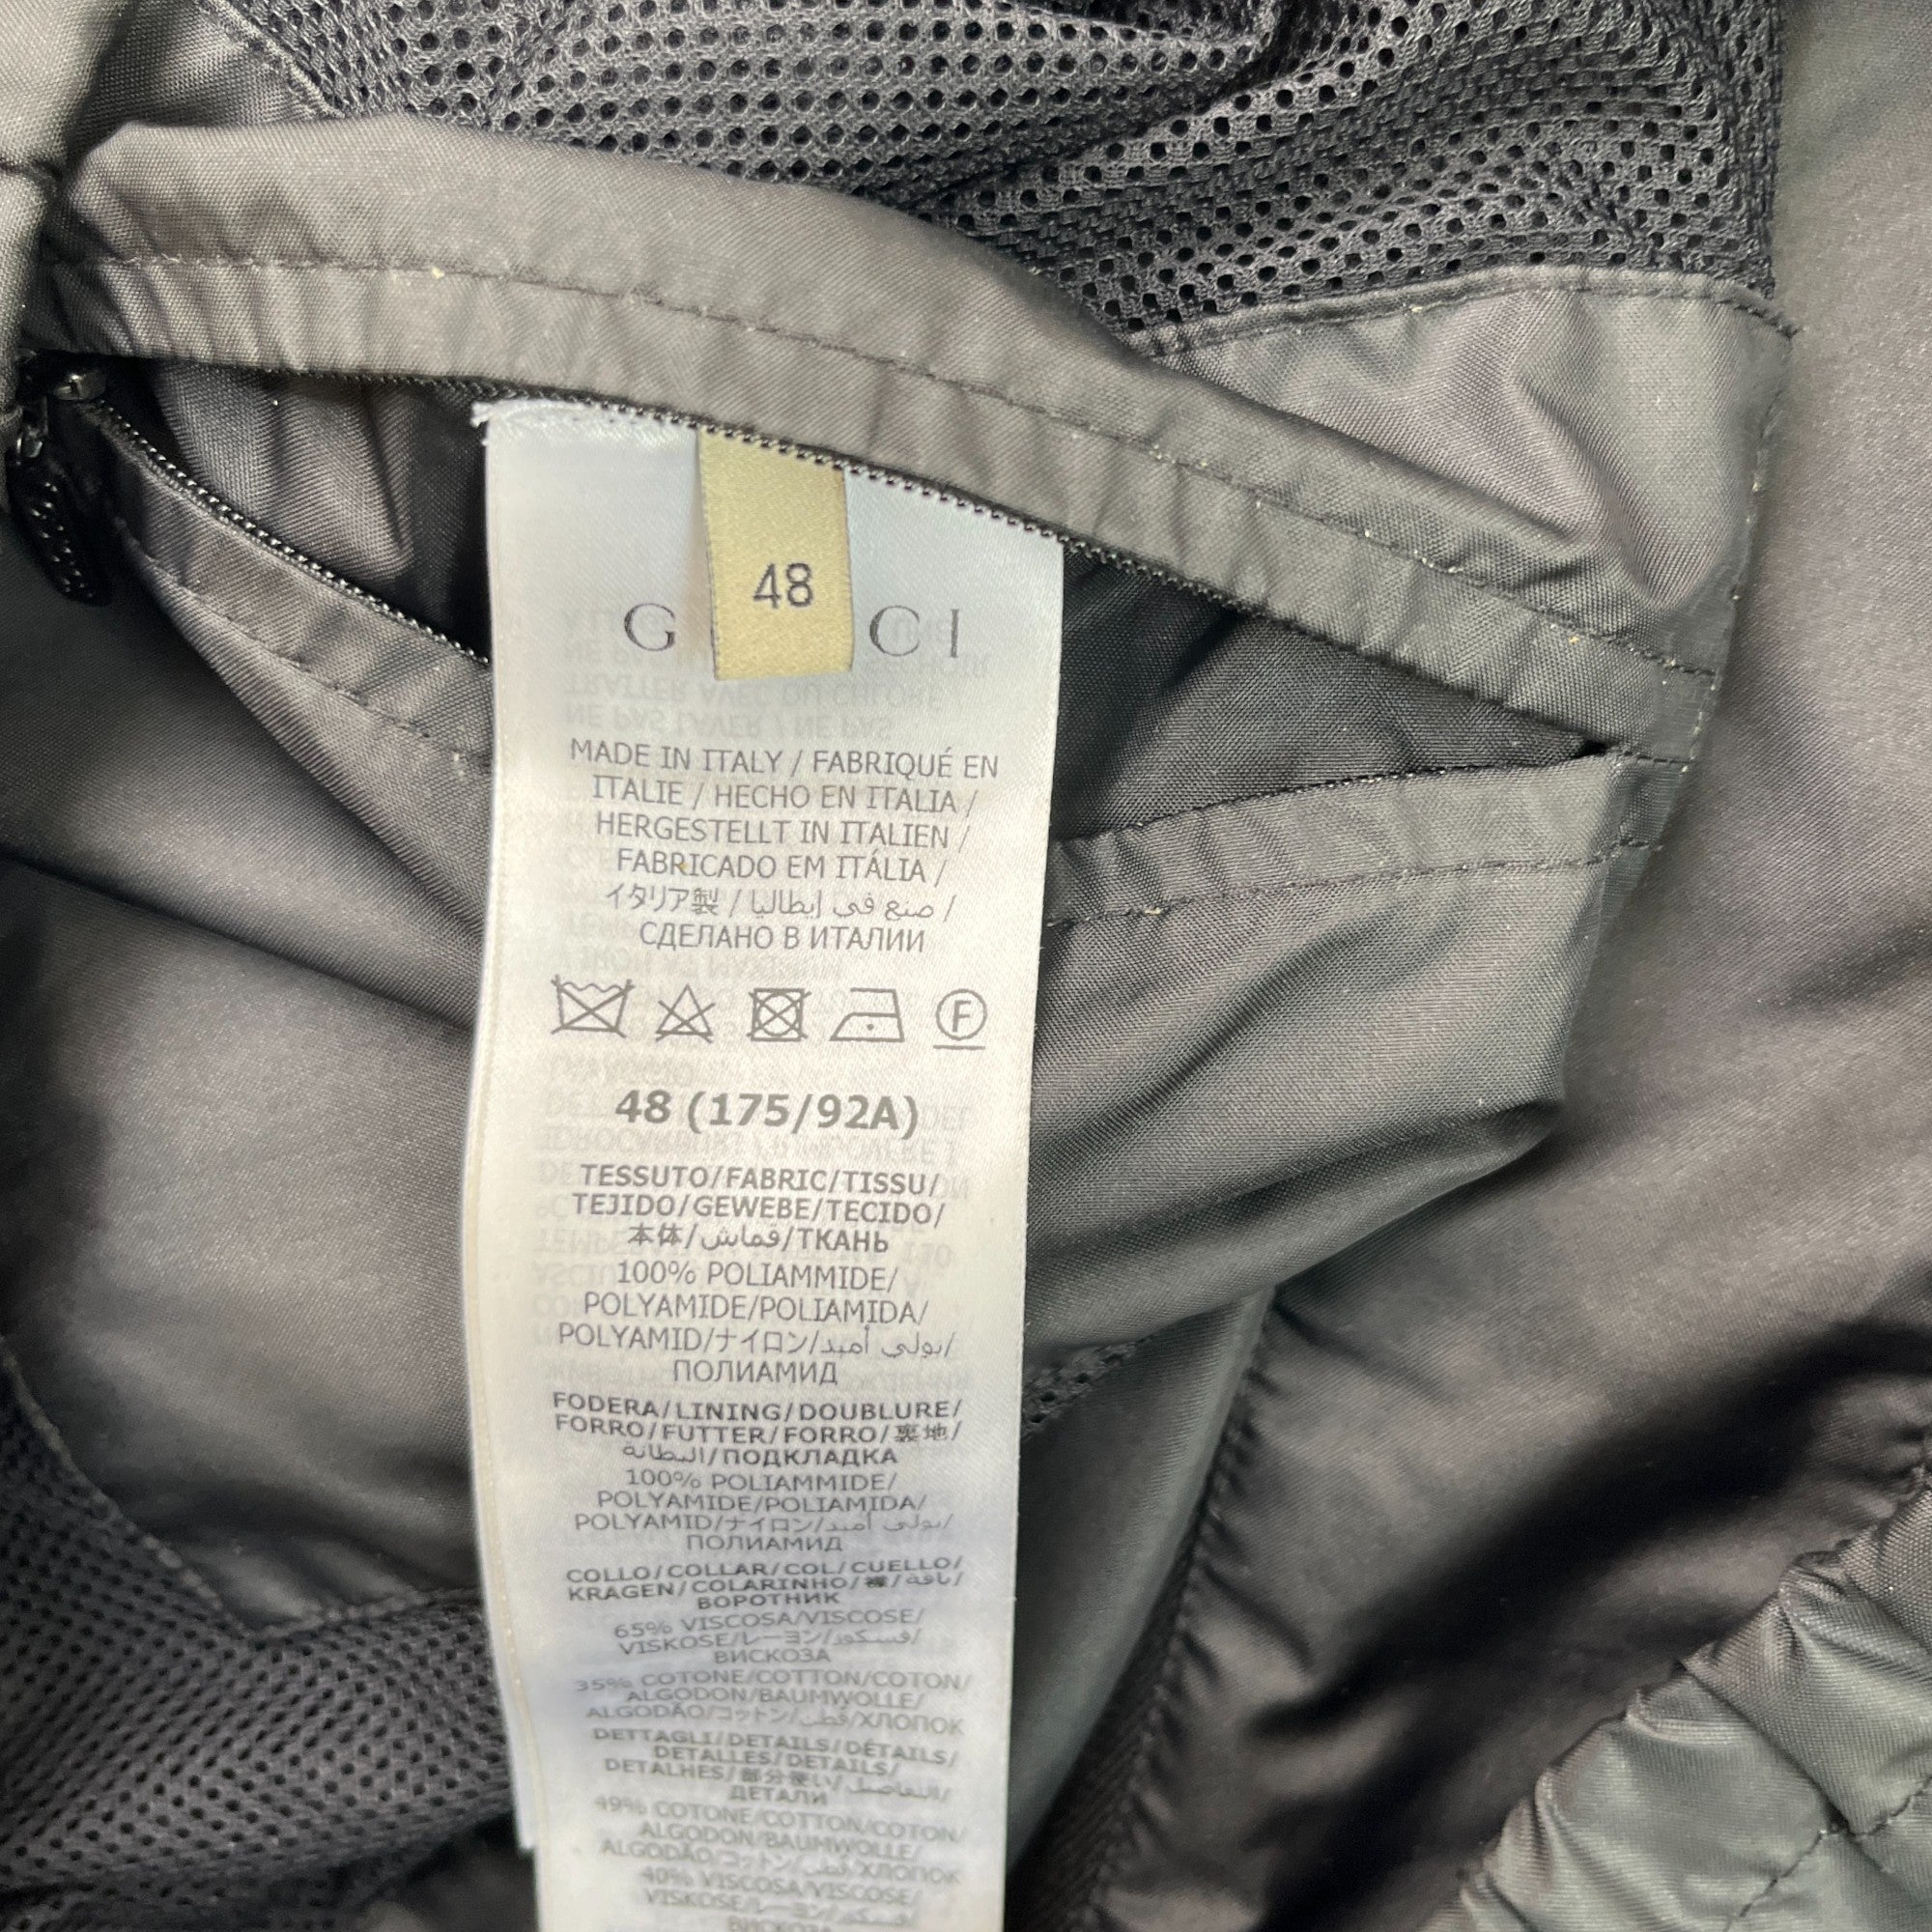 48
G CI
MADE IN ITALY / FABRIQUÉ EN
ITALIE / HECHO EN ITALIA /
HERGESTELLT IN ITALIEN /
FABRICADO EM ITÁLIA /
イタリア製 / صنع في إيطاليا /
СДЕЛАНО В ИТАЛИИ
F
48 (175/92A)
TESSUTO/FABRIC/TISSU/
TEJIDO/GEWEBE/TECIDO/
本体/قماش/ТКАНЬ
100% POLIAMMIDE/
POLYAMIDE/POLIAMIDA/
POLYAMID/ナイロン/بولي أميد/
ПОЛИАМИД
FODERA/LINING/DOUBLURE/
FORRO/FUTTER/FORRO/裏地/
البطانة/ПОДКЛАДКА
100% POLIAMMIDE/
POLYAMIDE/POLIAMIDA/
POLYAMID/ナイロン/بولي أميد/
ПОЛИАМИД
COLLO/COLLAR/COL/CUELLO/
KRAGEN/COLARINHO/襟/ياقة/
ВОРОТНИК
65% VISCOSA/VISCOSE/
VISKOSE/レーヨン/فسكوز/
ВИСКОЗА
35% COTONE/COTTON/COTON/
ALGODON/BAUMWOLLE/
ALGODÃO/コットン/قطن/ХЛОПОК
DETTAGLI/DETAILS/DÉTAILS/
DETALLES/DETAILS/
DETALHES/部分使い/التفاصيل/
ДЕТАЛИ
49% COTONE/COTTON/COTON/
ALGODON/BAUMWOLLE/
ALGODÃO/コットン/قطن/ХЛОПОК
40% VISCOSA/VISCOSE/
VISKOSE/レーヨン/فسكوز/
ВИСКОЗА